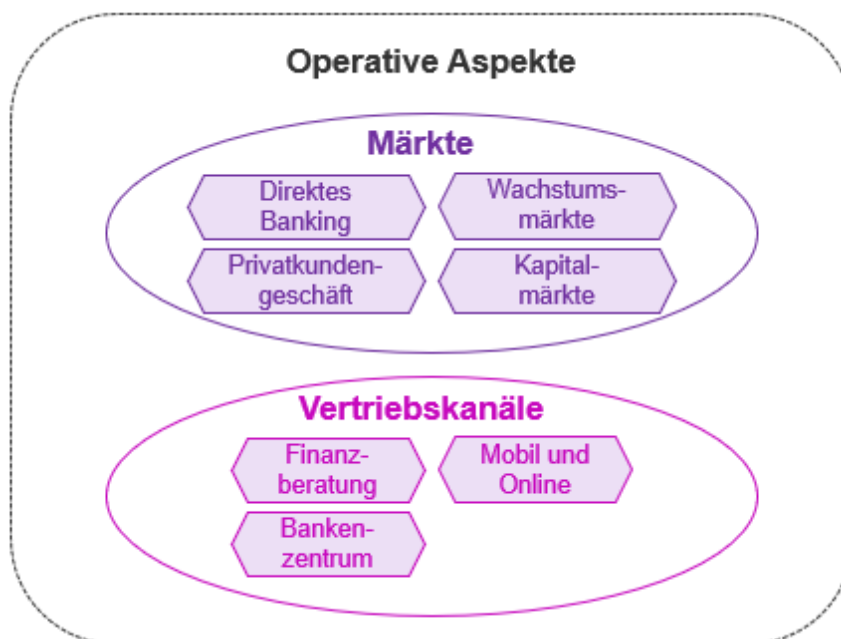 Operative Aspekte
Märkte
Direktes
Banking
Wachstums-
märkte
Privatkunden-
geschäft
Kapital-
märkte
Vertriebskanäle
Finanz-
beratung
Mobil und
Online
Banken-
zentrum